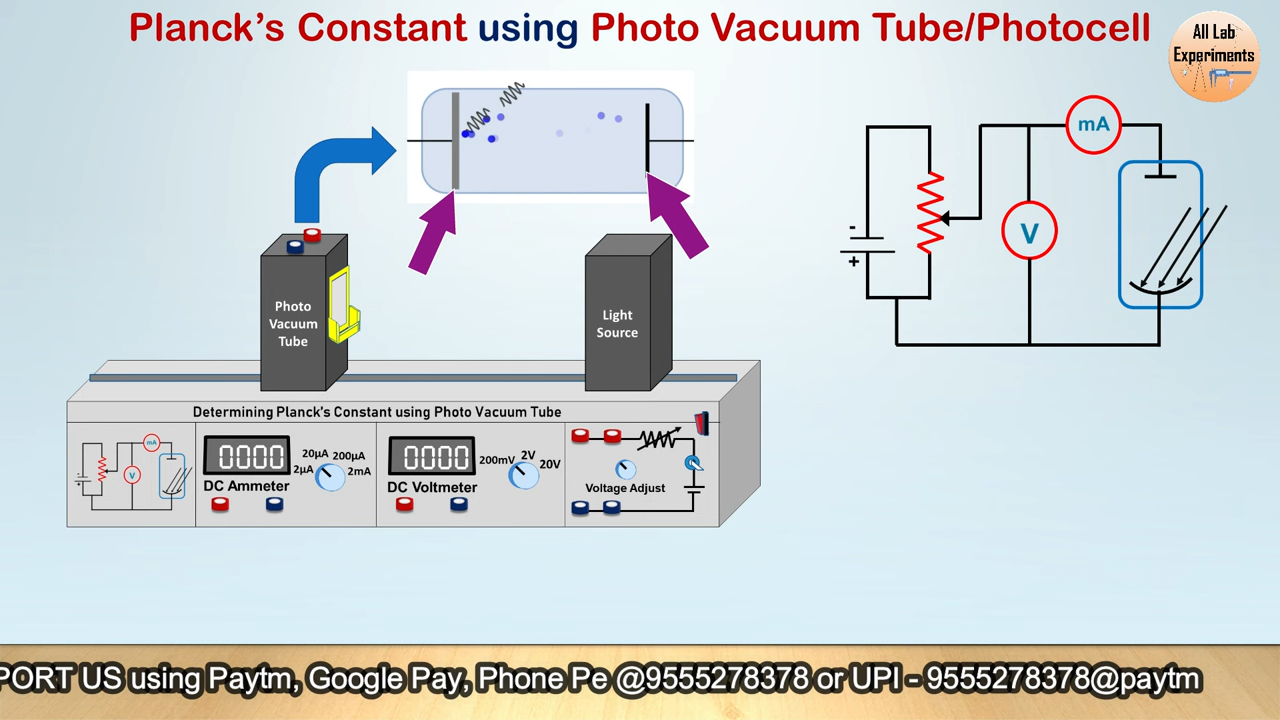 Planck's Constant using Photo Vacuum Tube/Photocell
All Lab
Experiments
mA
V
-
+
Photo
Vacuum
Tube
Light
Source
Determining Planck's Constant using Photo Vacuum Tube
mA
V
0000
DC Ammeter
2µA
20µA
200µA
2mA
0000
DC Voltmeter
200mV
2V
20V
Voltage Adjust
PORT US using Paytm, Google Pay, Phone Pe @9555278378 or UPI - 9555278378@paytm